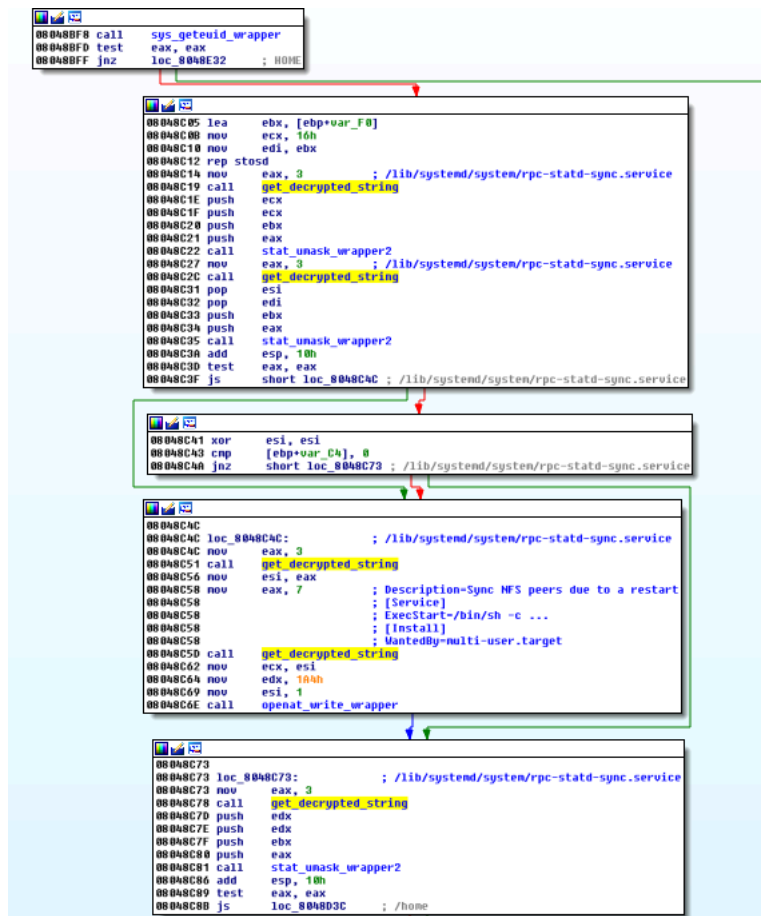 08048BF8 call sys_geteuid_wrapper
08048BFD test eax, eax
08048BFF jnz loc_8048E32 ; HOME
08048C05 lea ebx, [ebp+var_F0]
08048C0B mov ecx, 16h
08048C10 mov edi, ebx
08048C12 rep stosd
08048C14 mov eax, 3 ; /lib/systemd/system/rpc-statd-sync.service
08048C19 call get_decrypted_string
08048C1E push ecx
08048C1F push ecx
08048C20 push ebx
08048C21 push eax
08048C22 call stat_umask_wrapper2
08048C27 mov eax, 3 ; /lib/systemd/system/rpc-statd-sync.service
08048C2C call get_decrypted_string
08048C31 pop esi
08048C32 pop edi
08048C33 push ebx
08048C34 push eax
08048C35 call stat_umask_wrapper2
08048C3A add esp, 10h
08048C3D test eax, eax
08048C3F js short loc_8048C4C ; /lib/systemd/system/rpc-statd-sync.service
08048C41 xor esi, esi
08048C43 cmp [ebp+var_C4], 0
08048C4A jnz short loc_8048C73 ; /lib/systemd/system/rpc-statd-sync.service
08048C4C
08048C4C loc_8048C4C: ; /lib/systemd/system/rpc-statd-sync.service
08048C4C mov eax, 3
08048C51 call get_decrypted_string
08048C56 mov esi, eax
08048C58 mov eax, 7 ; Description=Sync NFS peers due to a restart
08048C58 ; [Service]
08048C58 ; ExecStart=/bin/sh -c ...
08048C58 ; [Install]
08048C58 ; WantedBy=multi-user.target
08048C5D call get_decrypted_string
08048C62 mov ecx, esi
08048C64 mov edx, 1A4h
08048C69 mov esi, 1
08048C6E call openat_write_wrapper
08048C73
08048C73 loc_8048C73: ; /lib/systemd/system/rpc-statd-sync.service
08048C73 mov eax, 3
08048C78 call get_decrypted_string
08048C7D push edx
08048C7E push edx
08048C7F push ebx
08048C80 push eax
08048C81 call stat_umask_wrapper2
08048C86 add esp, 10h
08048C89 test eax, eax
08048C8B js loc_8048D3C ; /home